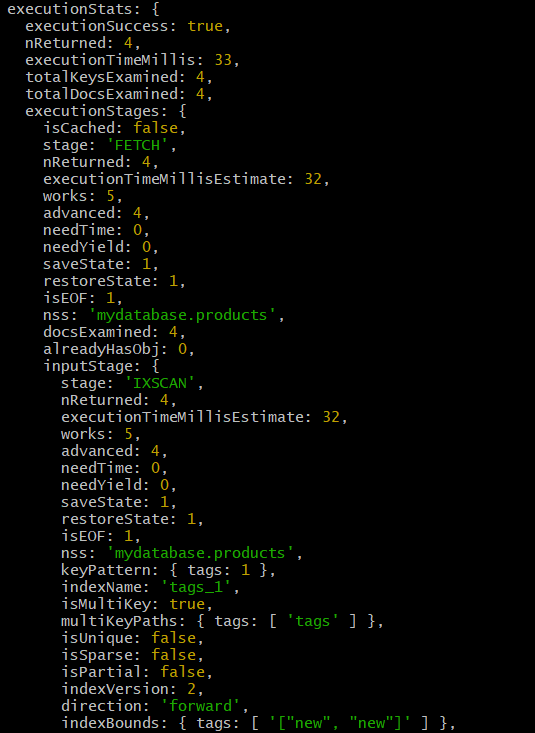 executionStats: {
executionSuccess: true,
nReturned: 4,
executionTimeMillis: 33,
totalKeysExamined: 4,
totalDocsExamined: 4,
executionStages: {
isCached: false,
stage: 'FETCH',
nReturned: 4,
executionTimeMillisEstimate: 32,
works: 5,
advanced: 4,
needTime: 0,
needYield: 0,
saveState: 1,
restoreState: 1,
isEOF: 1,
nss: 'mydatabase.products',
docsExamined: 4,
alreadyHasObj: 0,
inputStage: {
stage: 'IXSCAN',
nReturned: 4,
executionTimeMillisEstimate: 32,
works: 5,
advanced: 4,
needTime: 0,
needYield: 0,
saveState: 1,
restoreState: 1,
isEOF: 1,
nss: 'mydatabase.products',
keyPattern: { tags: 1 },
indexName: 'tags_1',
isMultiKey: true,
multiKeyPaths: { tags: [ 'tags' ] },
isUnique: false,
isSparse: false,
isPartial: false,
indexVersion: 2,
direction: 'forward',
indexBounds: { tags: [ '["new", "new"]' ] },